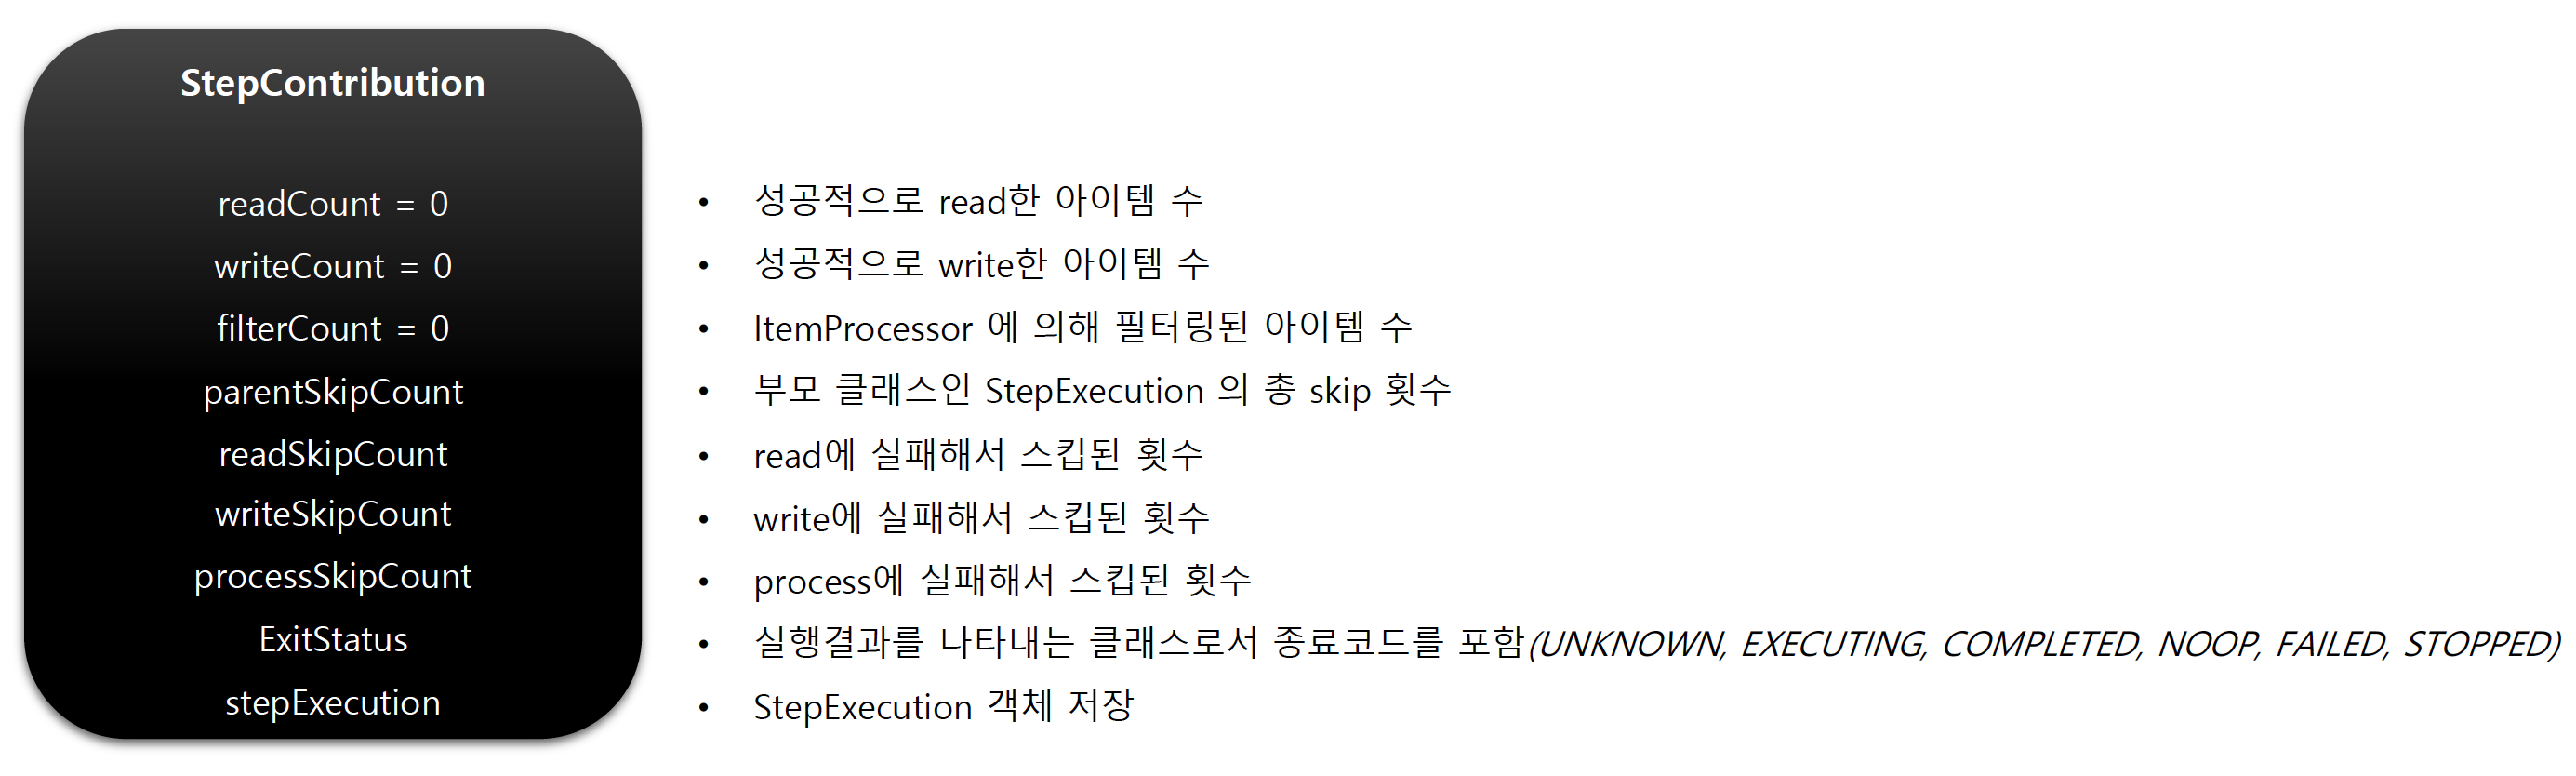 StepContribution
readCount = 0
• 성공적으로 read한 아이템 수
writeCount = 0
• 성공적으로 write한 아이템 수
filterCount = 0
• ItemProcessor 에 의해 필터링된 아이템 수
parentSkipCount
• 부모 클래스인 StepExecution 의 총 skip 횟수
readSkipCount
• read에 실패해서 스킵된 횟수
writeSkipCount
• write에 실패해서 스킵된 횟수
processSkipCount
• process에 실패해서 스킵된 횟수
ExitStatus
• 실행결과를 나타내는 클래스로서 종료코드를 포함(UNKNOWN, EXECUTING, COMPLETED, NOOP, FAILED, STOPPED)
stepExecution
• StepExecution 객체 저장